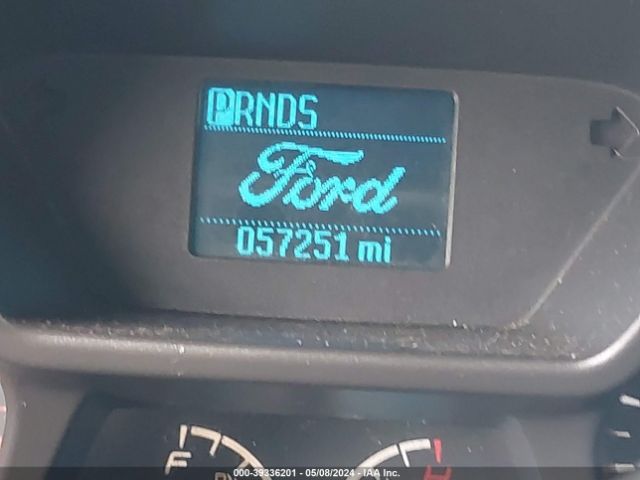 PRNDS
Ford
057251 mi
F
H
000-39336201 - 05/08/2024 - IAA Inc.